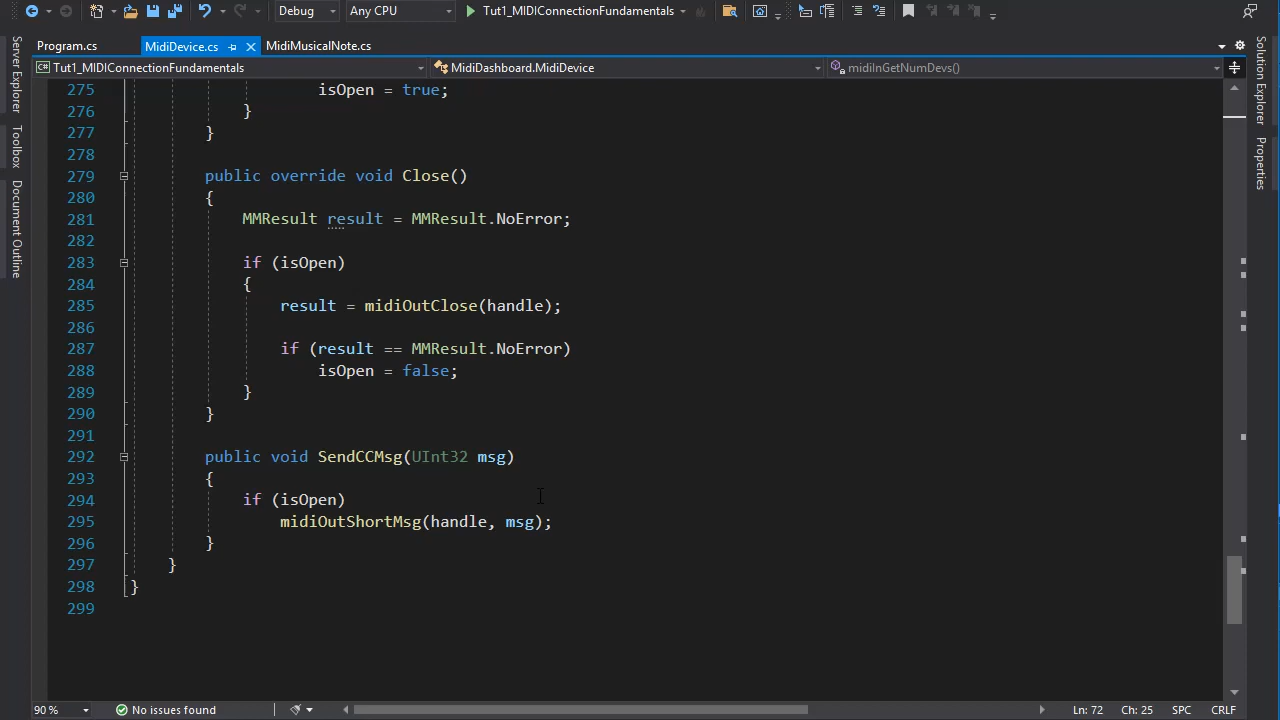 Debug Any CPU Tut1_MIDIConnectionFundamentals
Program.cs MidiDevice.cs MidiMusicalNote.cs
Tut1_MIDIConnectionFundamentals MidiDashboard.MidiDevice midiInGetNumDevs()
Server Explorer
Toolbox
Document Outline
275 isOpen = true;
276 }
277 }
278
279 public override void Close()
280 {
281 MMResult result = MMResult.NoError;
282
283 if (isOpen)
284 {
285 result = midiOutClose(handle);
286
287 if (result == MMResult.NoError)
288 isOpen = false;
289 }
290 }
291
292 public void SendCCMsg(UInt32 msg)
293 {
294 if (isOpen)
295 midiOutShortMsg(handle, msg);
296 }
297 }
298 }
299
Solution Explorer
Properties
90 % No issues found Ln: 72 Ch: 25 SPC CRLF